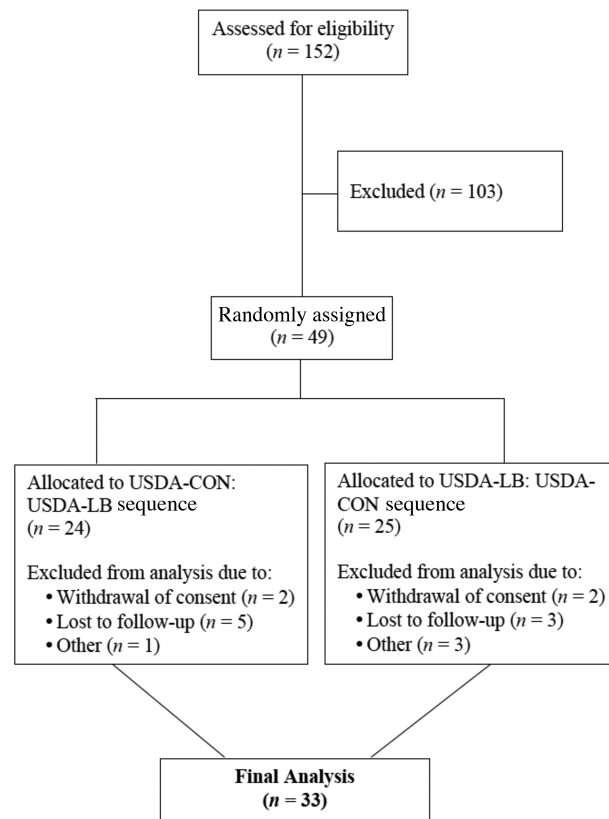 Assessed for eligibility
(n = 152)
Excluded (n = 103)
Randomly assigned
(n = 49)
Allocated to USDA-CON:
USDA-LB sequence
(n = 24)
Excluded from analysis due to:
• Withdrawal of consent (n = 2)
• Lost to follow-up (n = 5)
• Other (n = 1)
Allocated to USDA-LB: USDA-
CON sequence
(n = 25)
Excluded from analysis due to:
• Withdrawal of consent (n = 2)
• Lost to follow-up (n = 3)
• Other (n = 3)
Final Analysis
(n = 33)